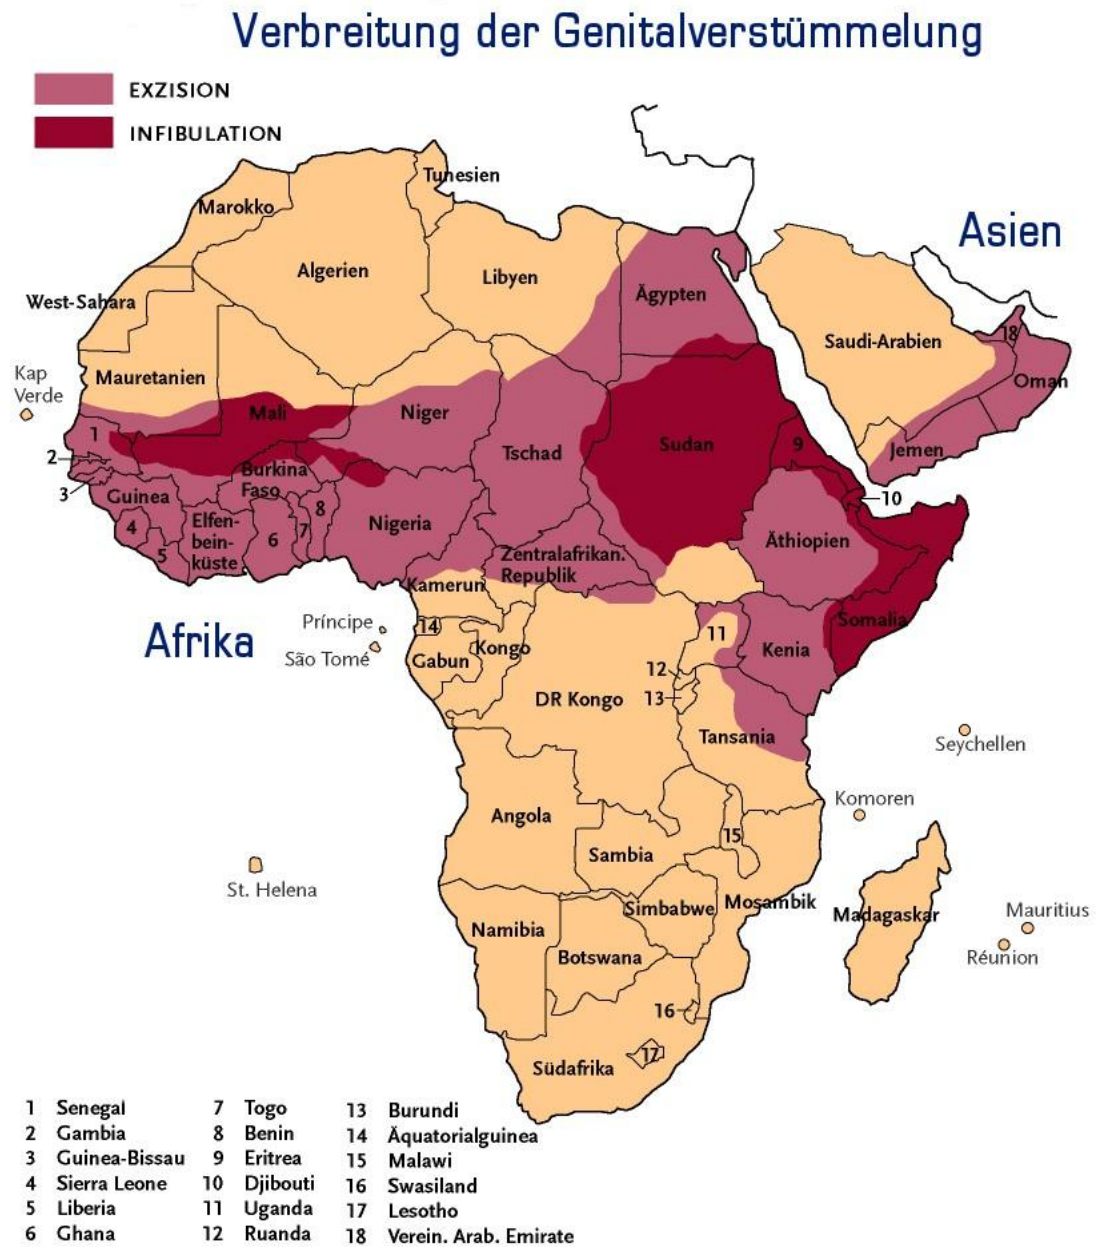 Verbreitung der Genitalverstümmelung
EXZISION
INFIBULATION
Tunesien
Marokko
Asien
Algerien
Libyen
Ägypten
West-Sahara
18
Saudi-Arabien
Kap
Verde
Mauretanien
Oman
Mali
Niger
1
Sudan
9
Tschad
Jemen
2
Burkina
Faso
3
Guinea
10
8
Elfen-
bein-
küste
4
5
6
7
Nigeria
Äthiopien
Zentralafrikan.
Republik
Kamerun
Príncipe
14
Somalia
11
Afrika
Kongo
Kenia
São Tomé
Gabun
12
DR Kongo
13
Tansania
Seychellen
Komoren
Angola
15
Sambia
St. Helena
Mosambik
Simbabwe
Madagaskar
Mauritius
Namibia
Botswana
Réunion
16
17
Südafrika
1 Senegal
2 Gambia
3 Guinea-Bissau
4 Sierra Leone
5 Liberia
6 Ghana
7 Togo
8 Benin
9 Eritrea
10 Djibouti
11 Uganda
12 Ruanda
13 Burundi
14 Äquatorialguinea
15 Malawi
16 Swasiland
17 Lesotho
18 Verein. Arab. Emirate